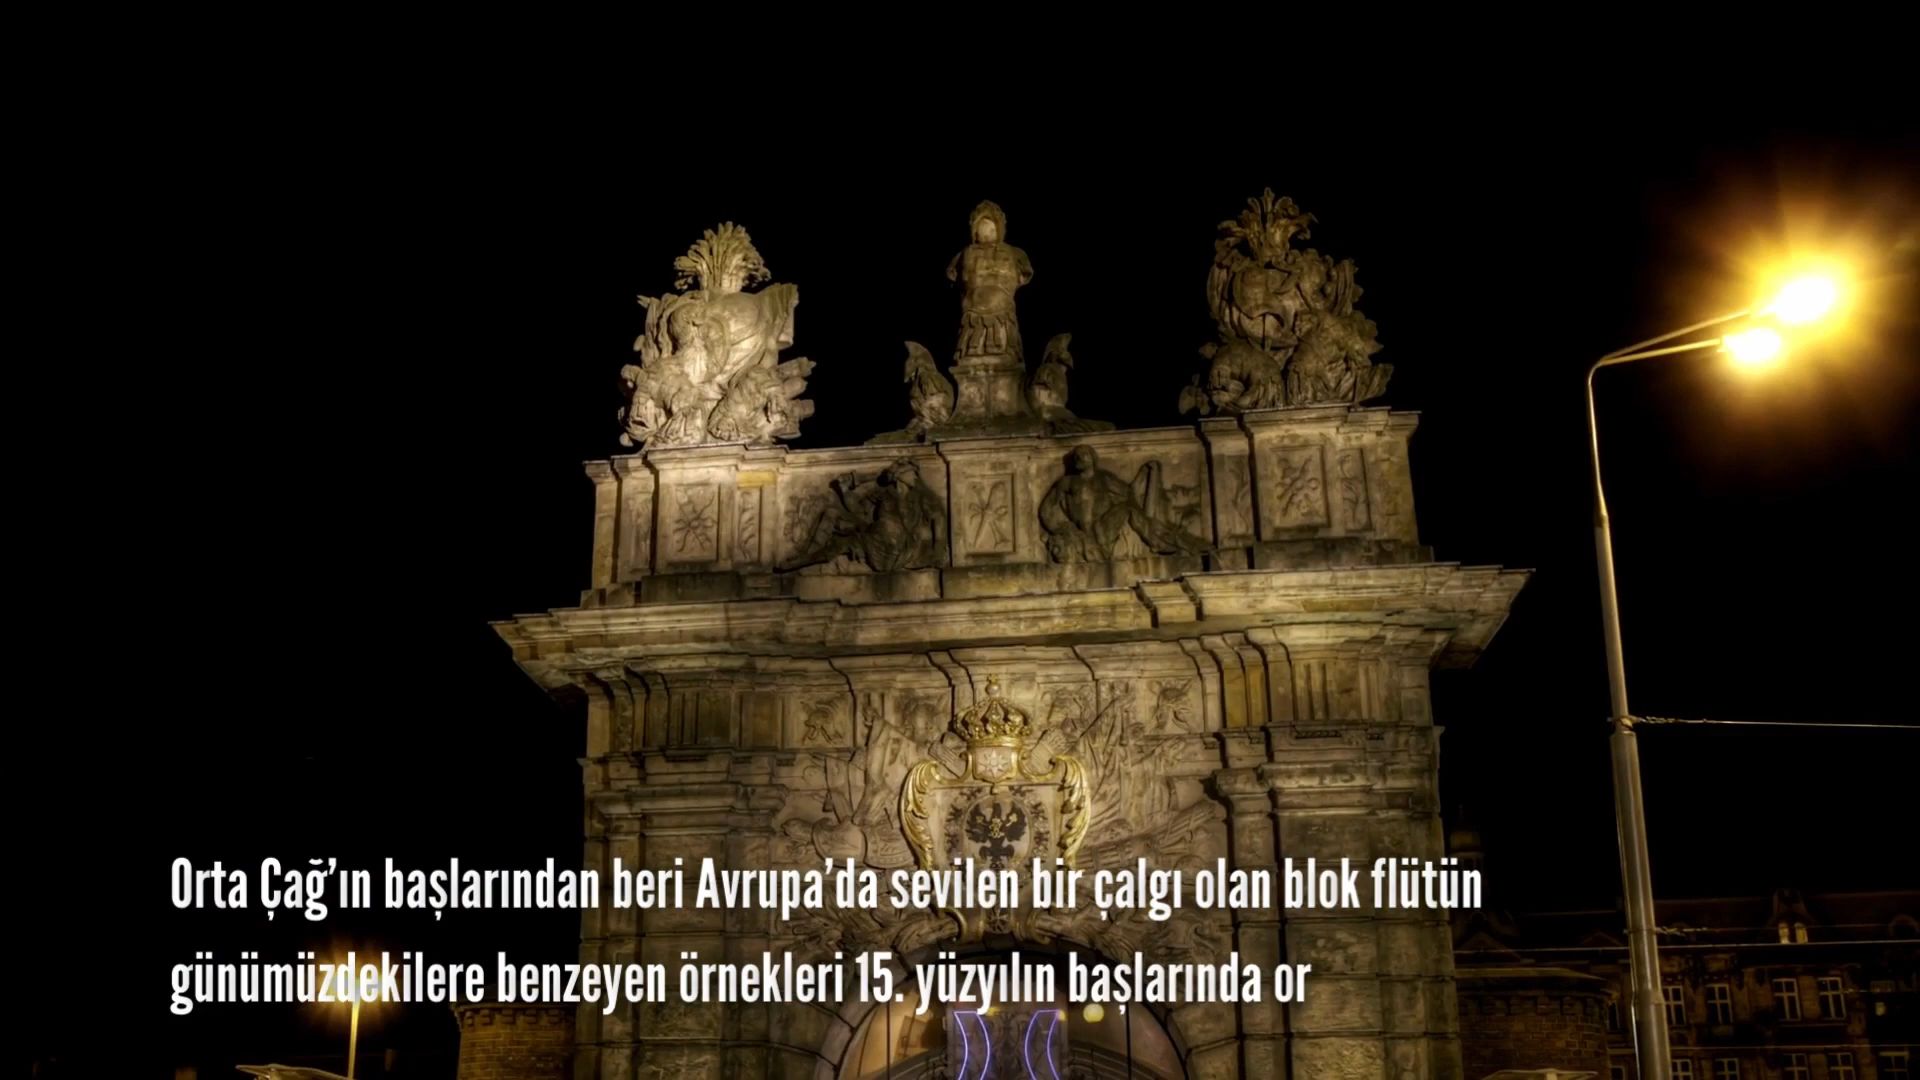 Orta Çağ’ın başlarından beri Avrupa’da sevilen bir çalgı olan blok flütün
günümüzdekilere benzeyen örnekleri 15. yüzyılın başlarında or